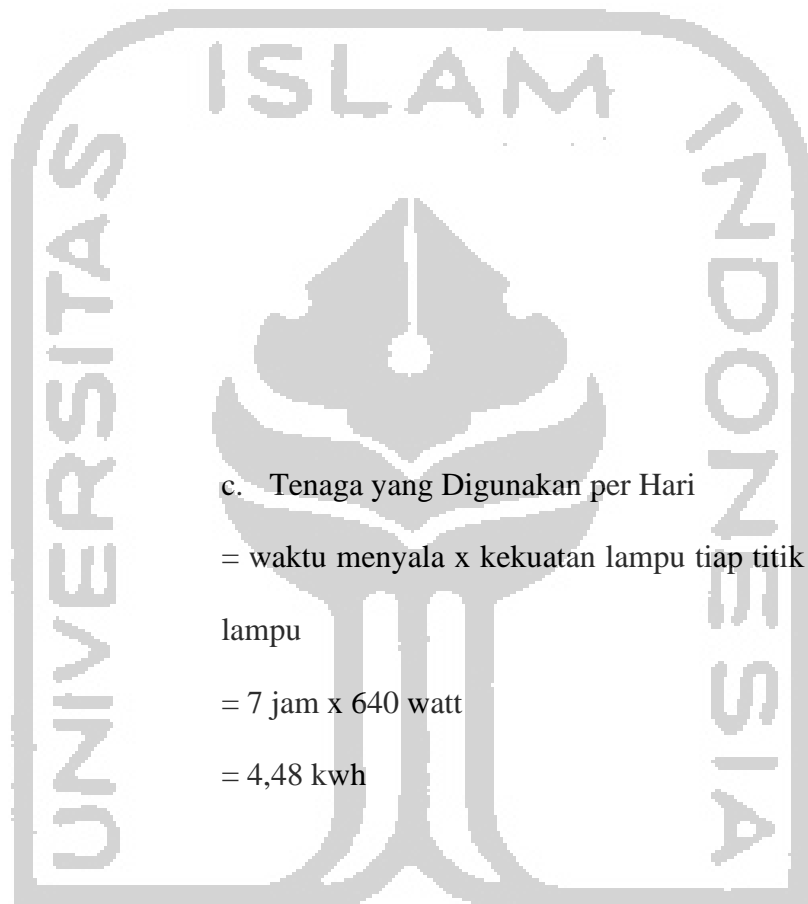 ISLAM
UNIVERSITAS
INDONESIA
c. Tenaga yang Digunakan per Hari
= waktu menyala x kekuatan lampu tiap titik
lampu
= 7 jam x 640 watt
= 4,48 kwh